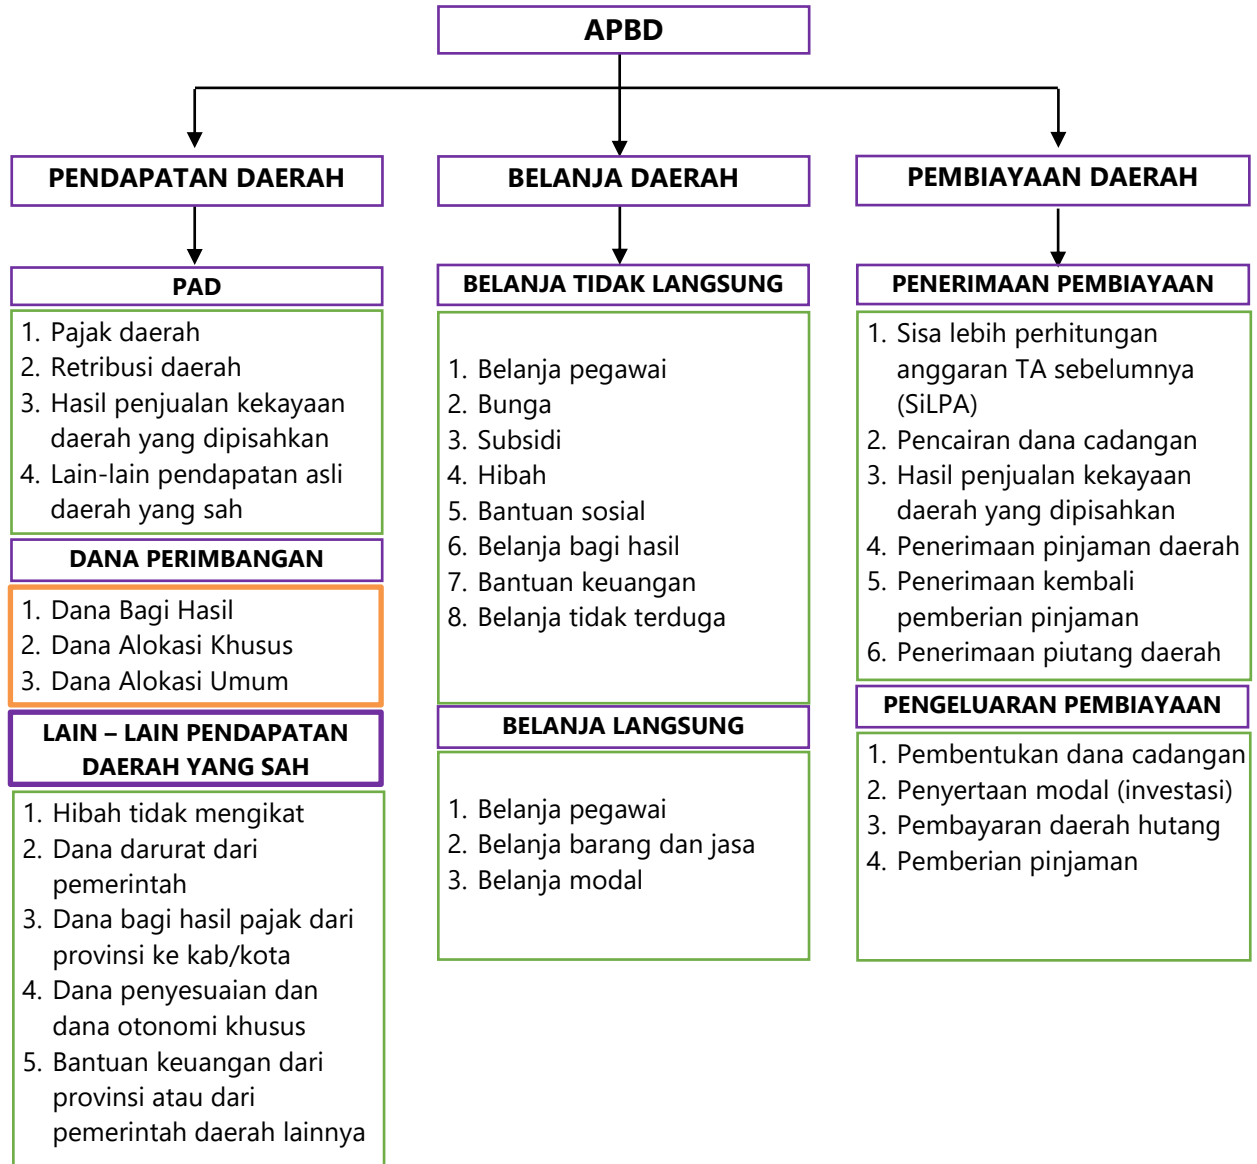 APBD
PENDAPATAN DAERAH
PAD
1. Pajak daerah
2. Retribusi daerah
3. Hasil penjualan kekayaan
daerah yang dipisahkan
4. Lain-lain pendapatan asli
daerah yang sah
DANA PERIMBANGAN
1. Dana Bagi Hasil
2. Dana Alokasi Khusus
3. Dana Alokasi Umum
LAIN – LAIN PENDAPATAN
DAERAH YANG SAH
1. Hibah tidak mengikat
2. Dana darurat dari
pemerintah
3. Dana bagi hasil pajak dari
provinsi ke kab/kota
4. Dana penyesuaian dan
dana otonomi khusus
5. Bantuan keuangan dari
provinsi atau dari
pemerintah daerah lainnya
BELANJA DAERAH
BELANJA TIDAK LANGSUNG
1. Belanja pegawai
2. Bunga
3. Subsidi
4. Hibah
5. Bantuan sosial
6. Belanja bagi hasil
7. Bantuan keuangan
8. Belanja tidak terduga
BELANJA LANGSUNG
1. Belanja pegawai
2. Belanja barang dan jasa
3. Belanja modal
PEMBIAYAAN DAERAH
PENERIMAAN PEMBIAYAAN
1. Sisa lebih perhitungan
anggaran TA sebelumnya
(SiLPA)
2. Pencairan dana cadangan
3. Hasil penjualan kekayaan
daerah yang dipisahkan
4. Penerimaan pinjaman daerah
5. Penerimaan kembali
pemberian pinjaman
6. Penerimaan piutang daerah
PENGELUARAN PEMBIAYAAN
1. Pembentukan dana cadangan
2. Penyertaan modal (investasi)
3. Pembayaran daerah hutang
4. Pemberian pinjaman